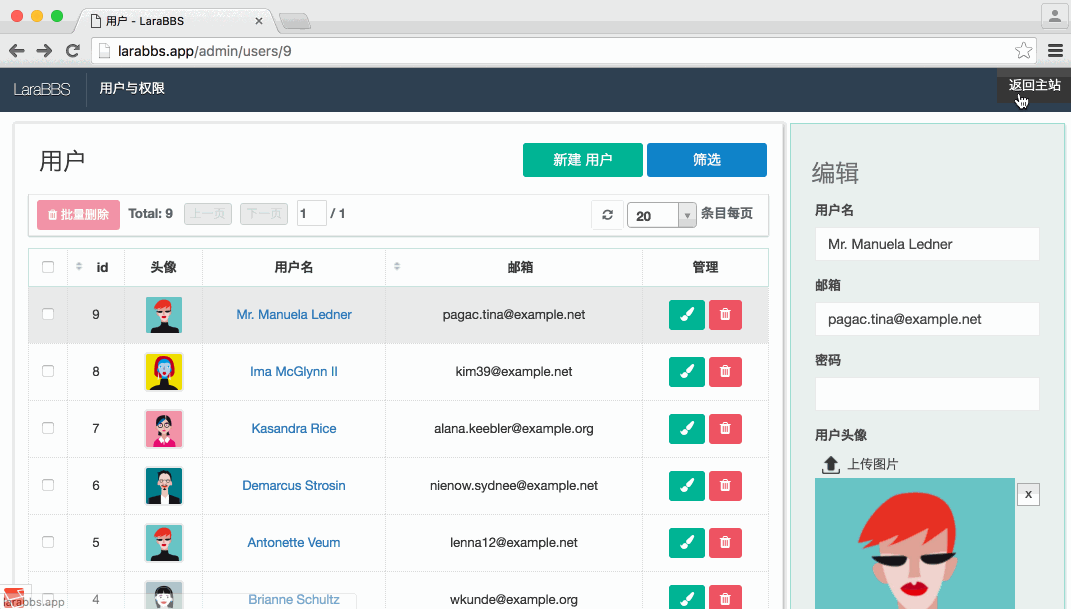 用户 - LaraBBS
larabbs.app/admin/users/9
LaraBBS 用户与权限 返回主站
用户 新建 用户 筛选
批量删除 Total: 9 上一页 下一页 1 / 1 20 条目每页
id 头像 用户名 邮箱 管理
9 Mr. Manuela Ledner pagac.tina@example.net
8 Ima McGlynn II kim39@example.net
7 Kasandra Rice alana.keebler@example.org
6 Demarcus Strosin nienow.sydnee@example.net
5 Antonette Veum lenna12@example.net
4 Brianne Schultz wkunde@example.org
编辑
用户名
Mr. Manuela Ledner
邮箱
pagac.tina@example.net
密码
用户头像
上传图片
x
larabbs.app